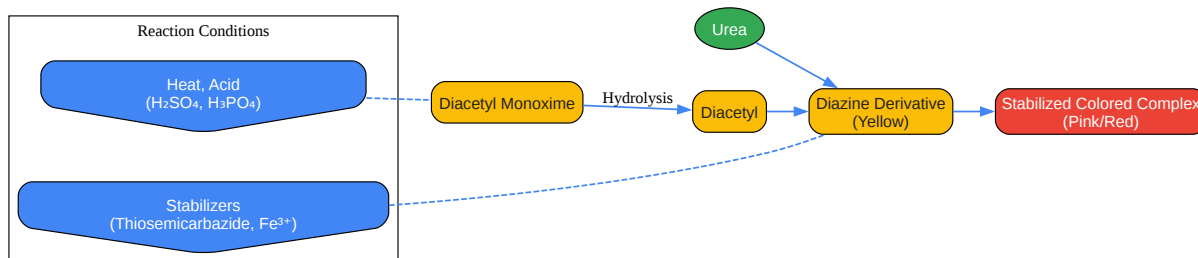 Reaction Conditions
Heat, Acid
(H₂SO₄, H₃PO₄)
Stabilizers
(Thiosemicarbazide, Fe³⁺)
Diacetyl Monoxime
Hydrolysis
Diacetyl
Urea
Diazine Derivative
(Yellow)
Stabilized Colored Complex
(Pink/Red)